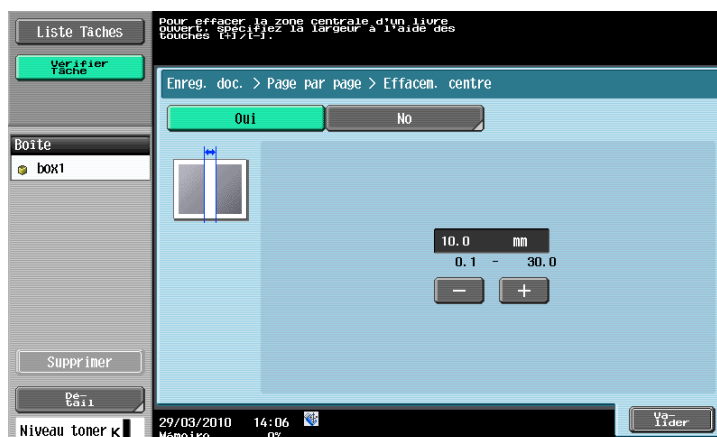 Liste Tâches
Vérifier
Tâche
Pour effacer la zone centrale d'un livre
ouvert, spécifiez la largeur à l'aide des
touches [+]/[-].
Enreg. doc. > Page par page > Effacem. centre
Oui
No
Boîte
box1
10.0 mm
0.1 - 30.0
− +
Supprimer
Dé-
tail
Niveau toner K
29/03/2010 14:06
Mémoire 0%
Va-
lider